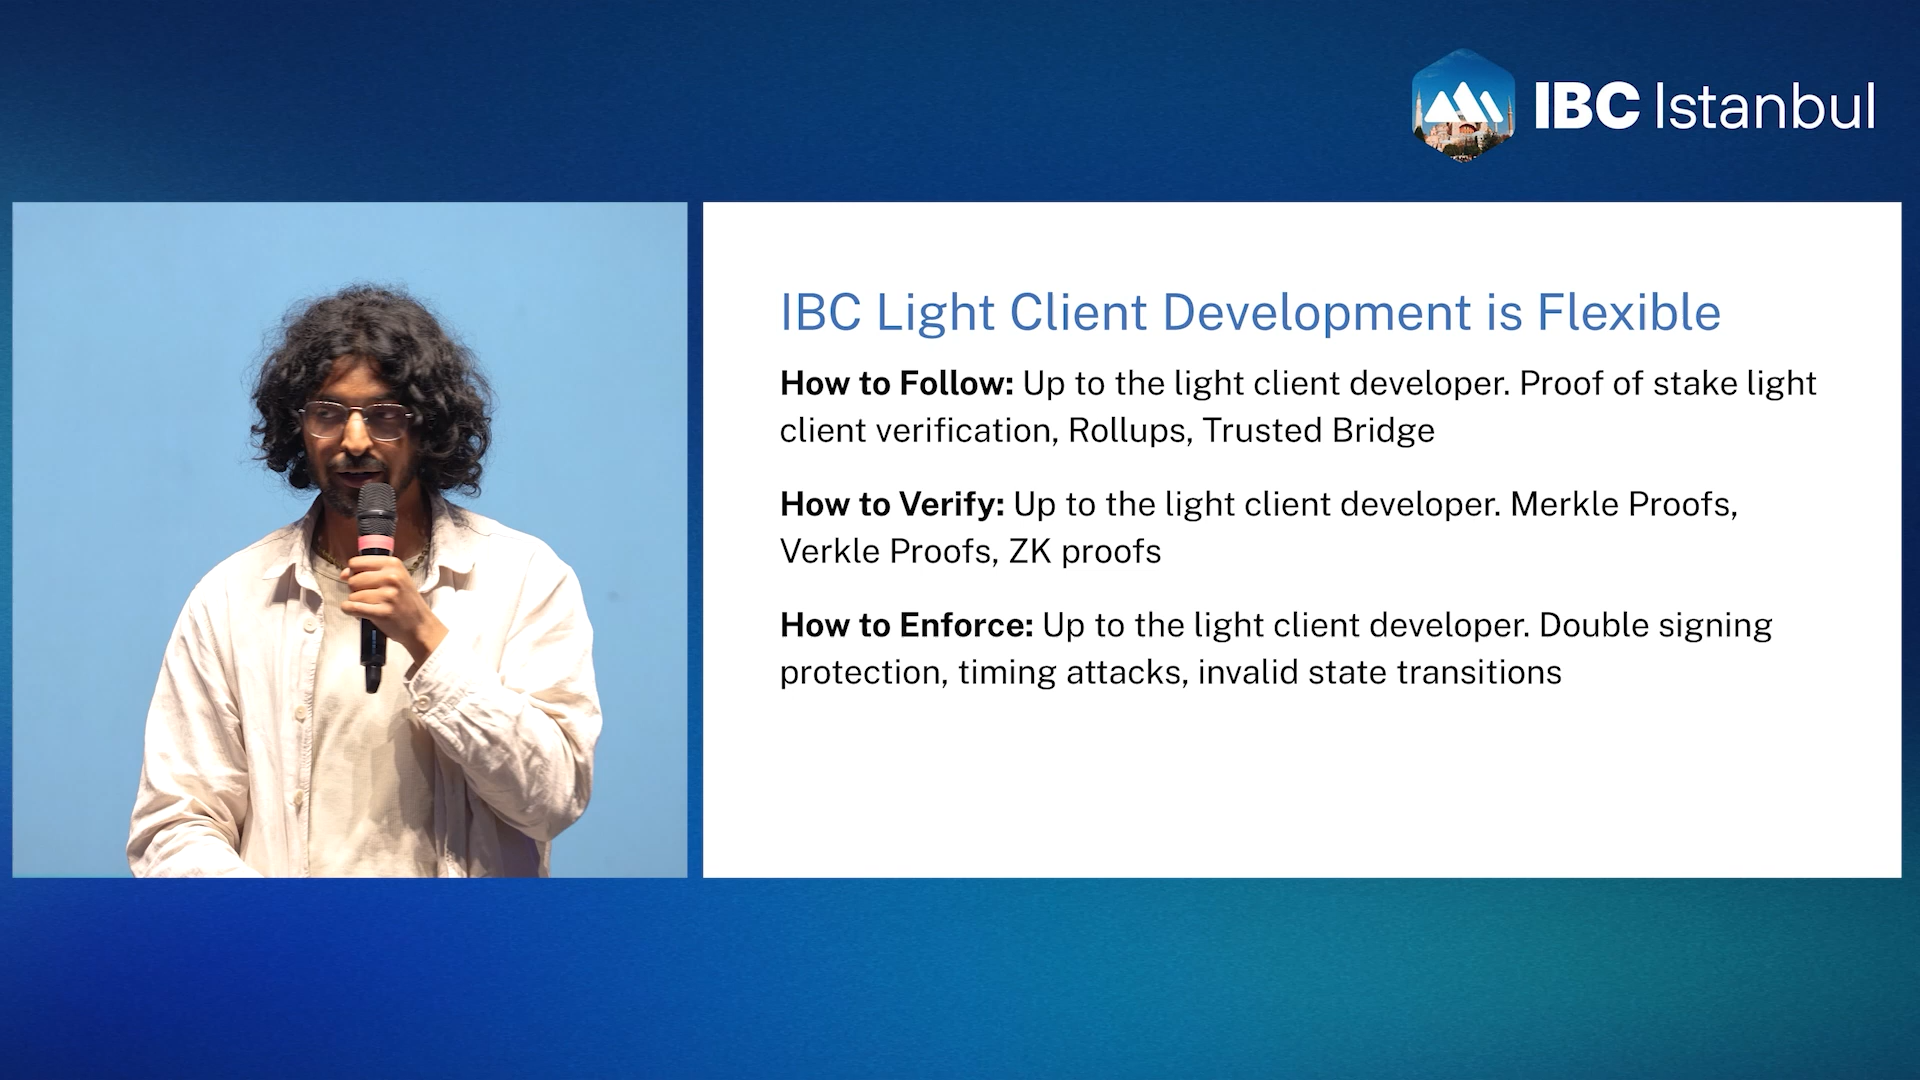 IBC Istanbul
IBC Light Client Development is Flexible
How to Follow: Up to the light client developer. Proof of stake light
client verification, Rollups, Trusted Bridge
How to Verify: Up to the light client developer. Merkle Proofs,
Verkle Proofs, ZK proofs
How to Enforce: Up to the light client developer. Double signing
protection, timing attacks, invalid state transitions